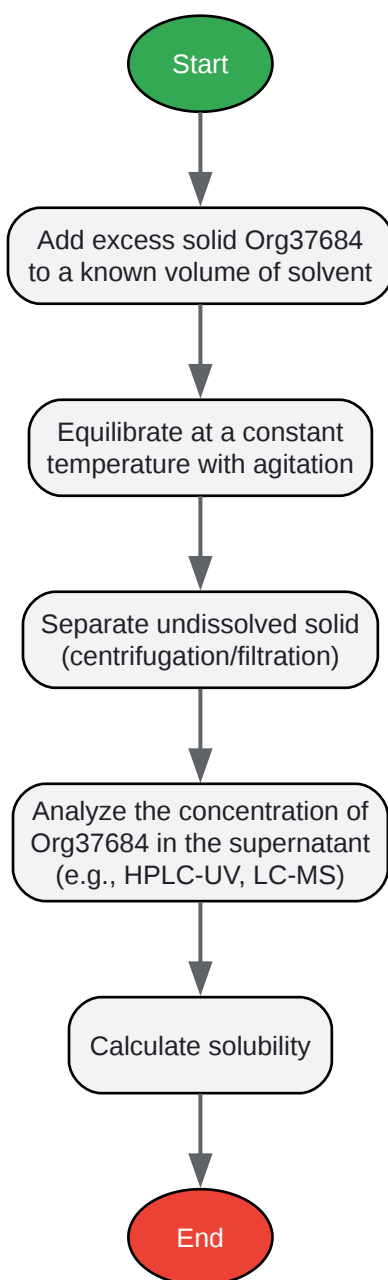 Start
Add excess solid Org37684
to a known volume of solvent
Equilibrate at a constant
temperature with agitation
Separate undissolved solid
(centrifugation/filtration)
Analyze the concentration of
Org37684 in the supernatant
(e.g., HPLC-UV, LC-MS)
Calculate solubility
End